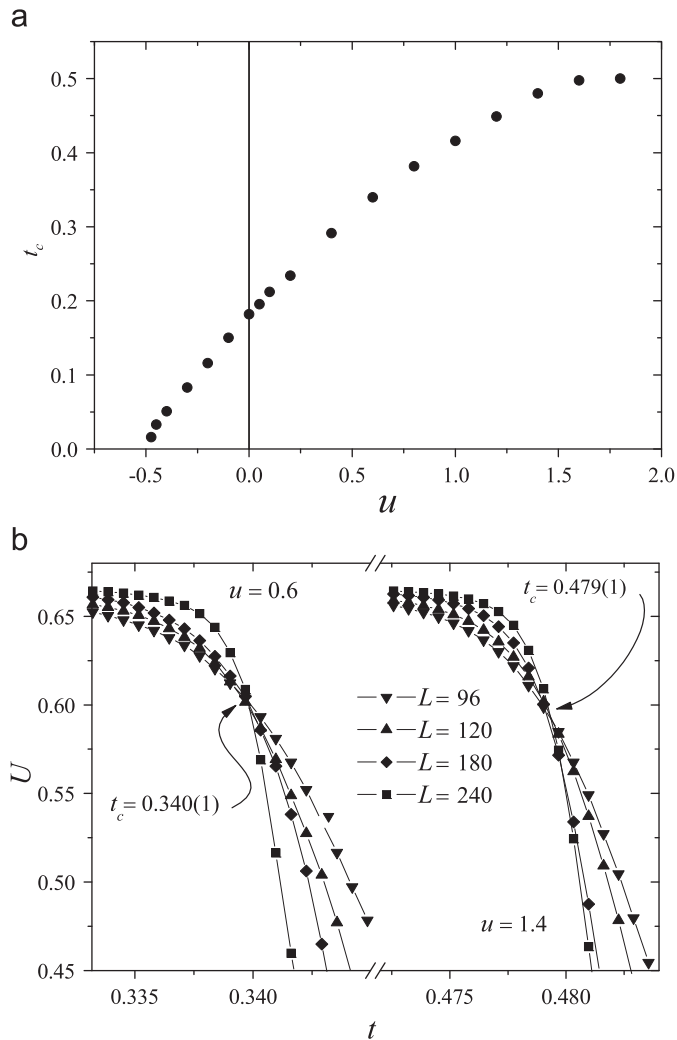 a
0.5
0.4
0.3
0.2
0.1
0.0
t_c
-0.5 0.0 0.5 1.0 1.5 2.0
u
b
0.65
0.60
0.55
0.50
0.45
U
u = 0.6
t_c = 0.479(1)
L = 96
L = 120
L = 180
L = 240
t_c = 0.340(1)
u = 1.4
0.335 0.340 0.475 0.480
t